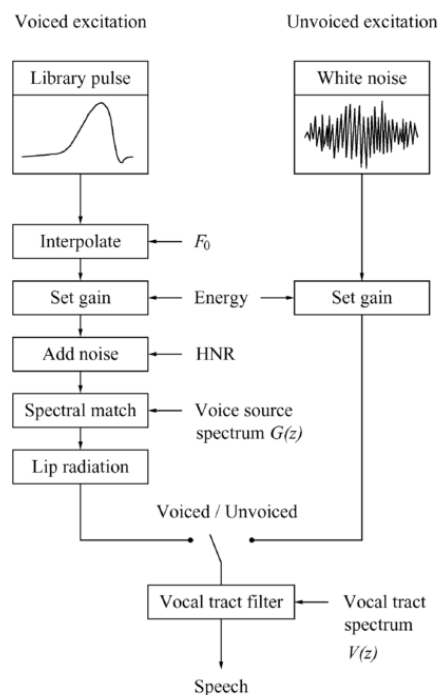 Voiced excitation
Unvoiced excitation
Library pulse
White noise
Interpolate
F₀
Set gain
Energy
Set gain
Add noise
HNR
Spectral match
Voice source
spectrum G(z)
Lip radiation
Voiced / Unvoiced
Vocal tract filter
Vocal tract
spectrum
V(z)
Speech